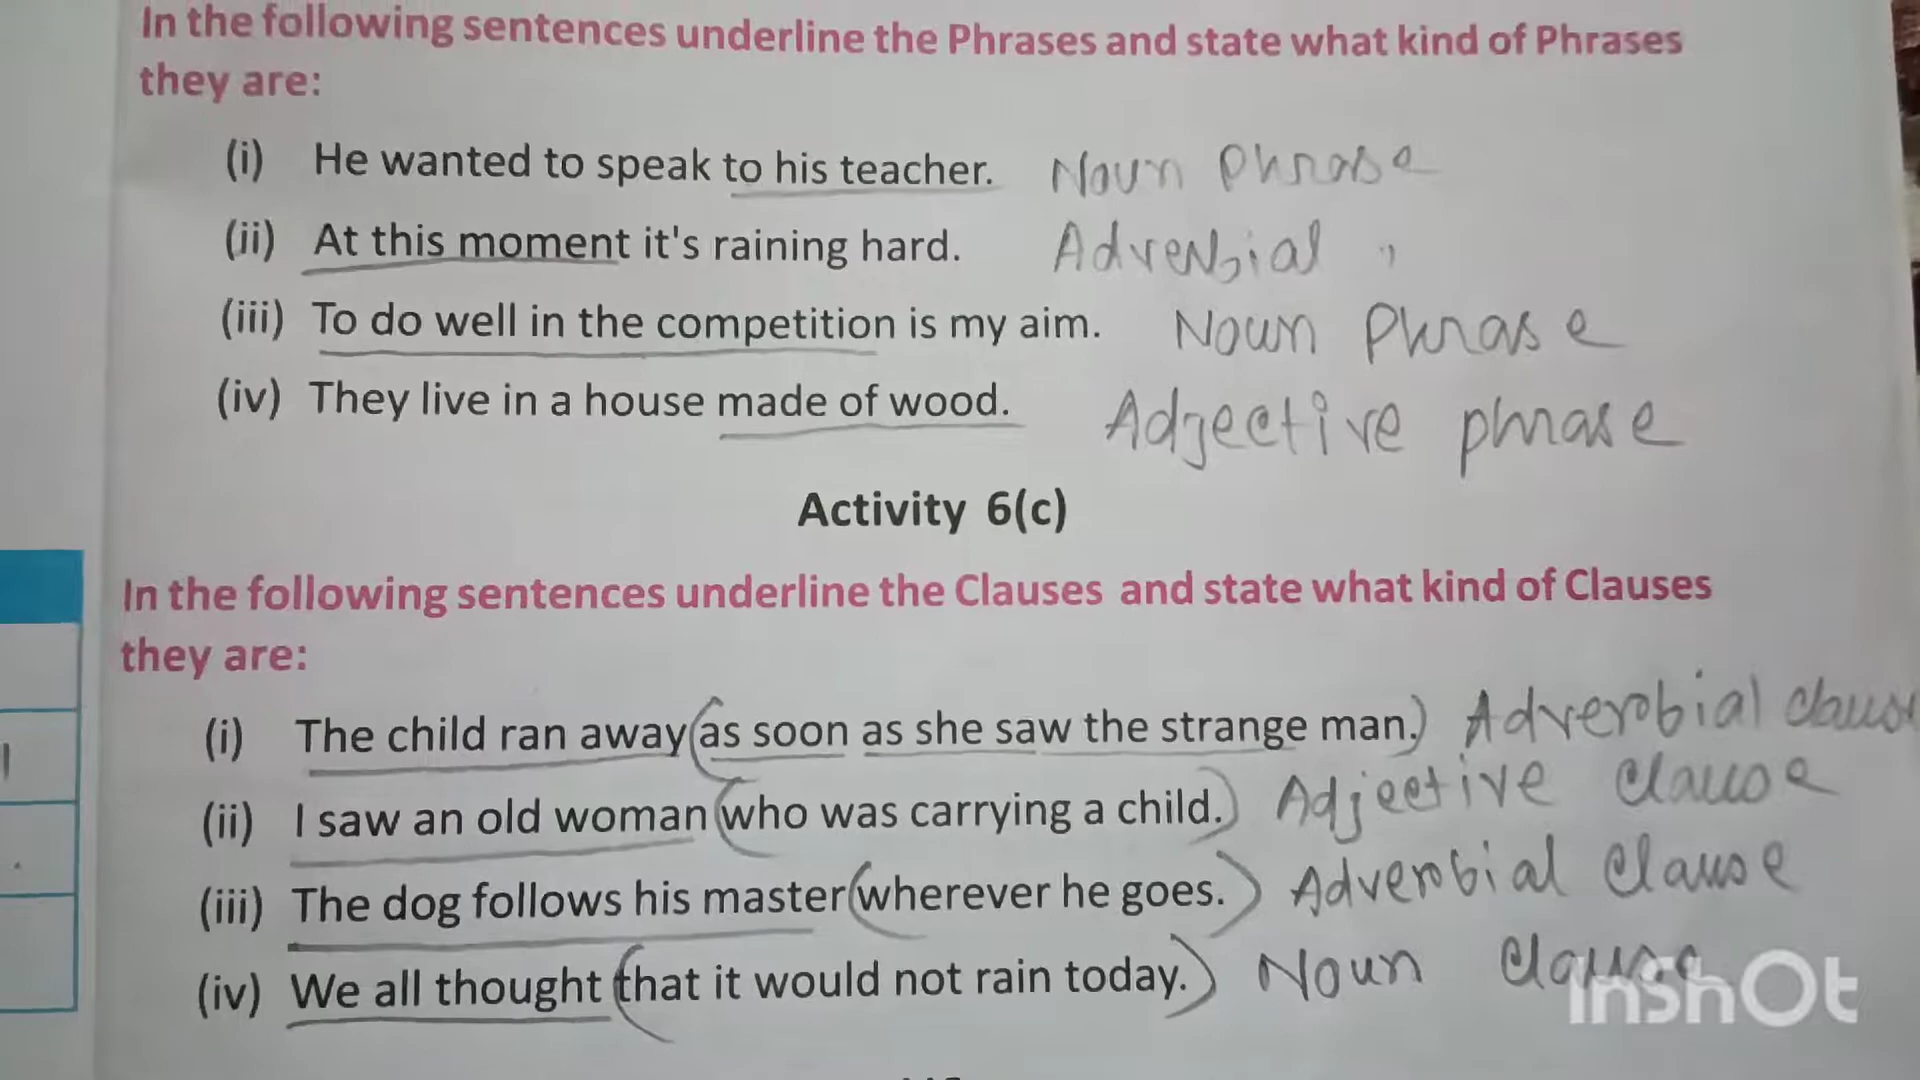 In the following sentences underline the Phrases and state what kind of Phrases
they are:
(i) He wanted to speak to his teacher. Noun Phrase
(ii) At this moment it's raining hard. Adverbial "
(iii) To do well in the competition is my aim. Noun Phrase
(iv) They live in a house made of wood. Adjective phrase
Activity 6(c)
In the following sentences underline the Clauses and state what kind of Clauses
they are:
(i) The child ran away (as soon as she saw the strange man.) Adverbial clause
(ii) I saw an old woman (who was carrying a child.) Adjective clause
(iii) The dog follows his master (wherever he goes.) Adverbial clause
(iv) We all thought (that it would not rain today.) Noun clause
InShOt